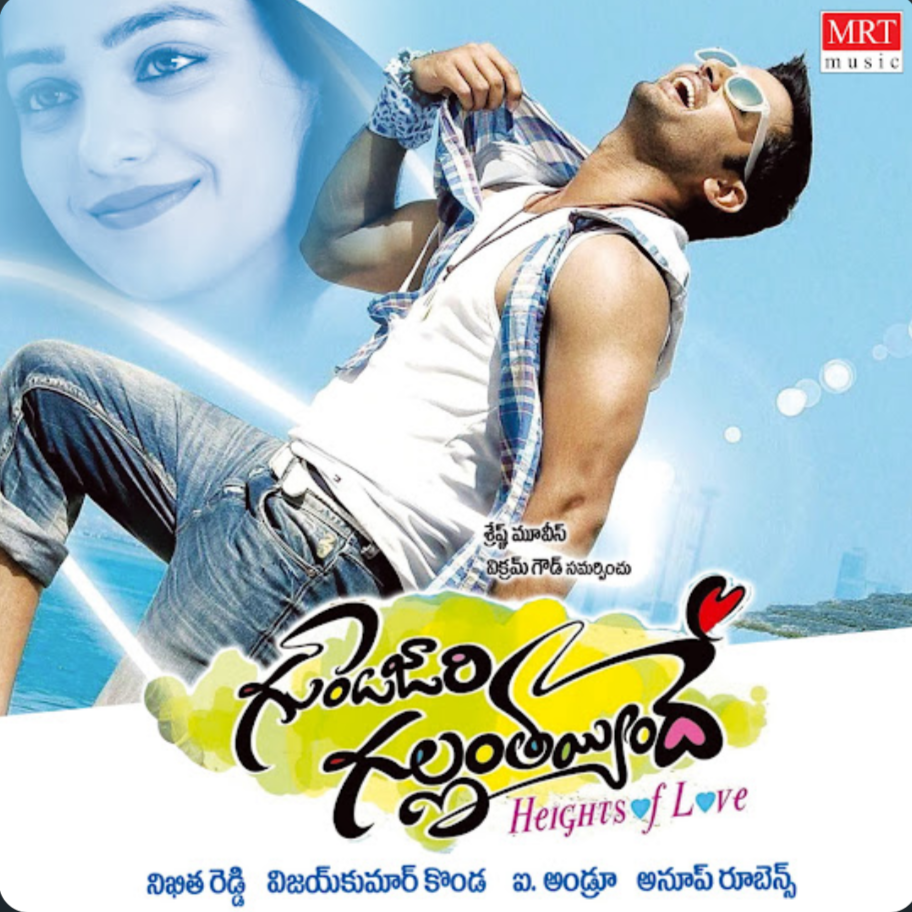 MRT
music
శ్రేష్ట్ మూవీస్
విక్రమ్ గౌడ్ సమర్పించు
గుండెజారి
గల్లంతయ్యిందే
Heights of Love
నిఖిత రెడ్డి విజయ్‌కుమార్ కొండ ఐ. ఆండ్రూ అనూప్ రూబెన్స్